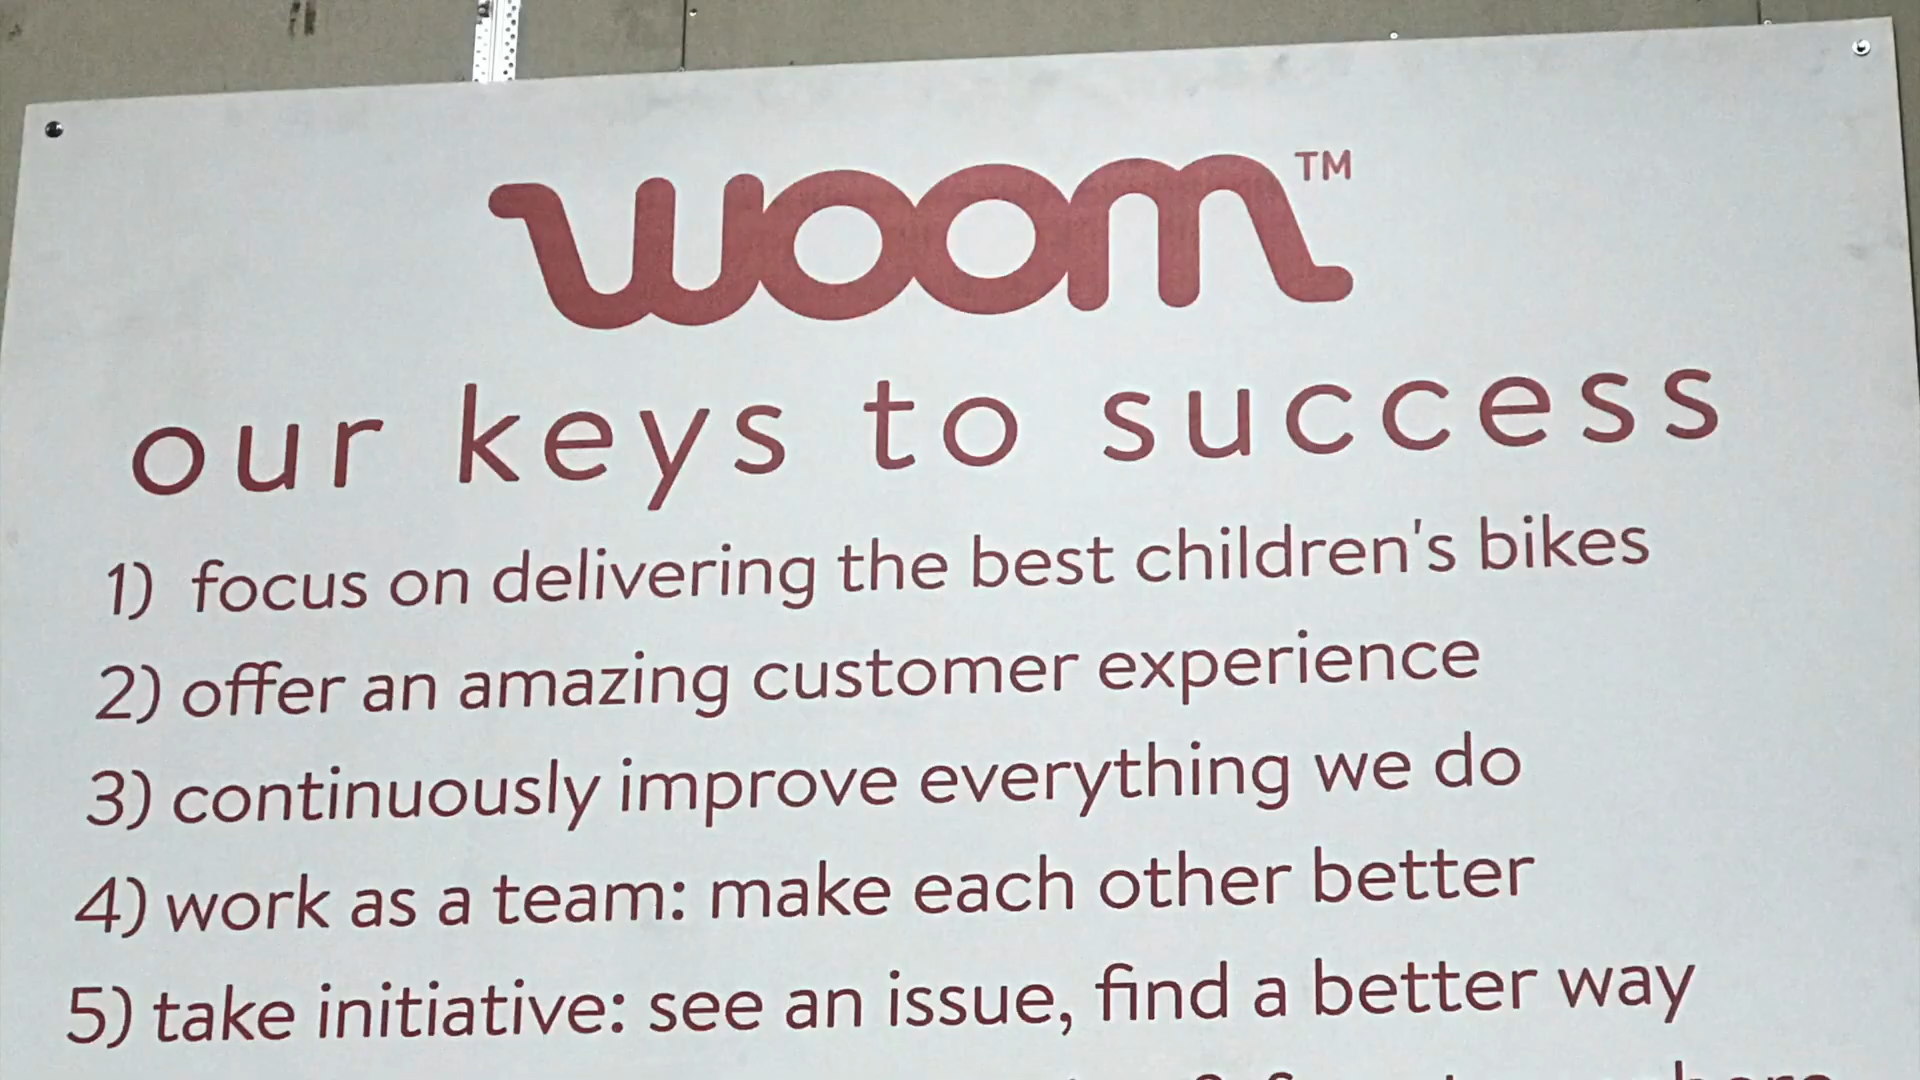 woom™
our keys to success
1) focus on delivering the best children's bikes
2) offer an amazing customer experience
3) continuously improve everything we do
4) work as a team: make each other better
5) take initiative: see an issue, find a better way